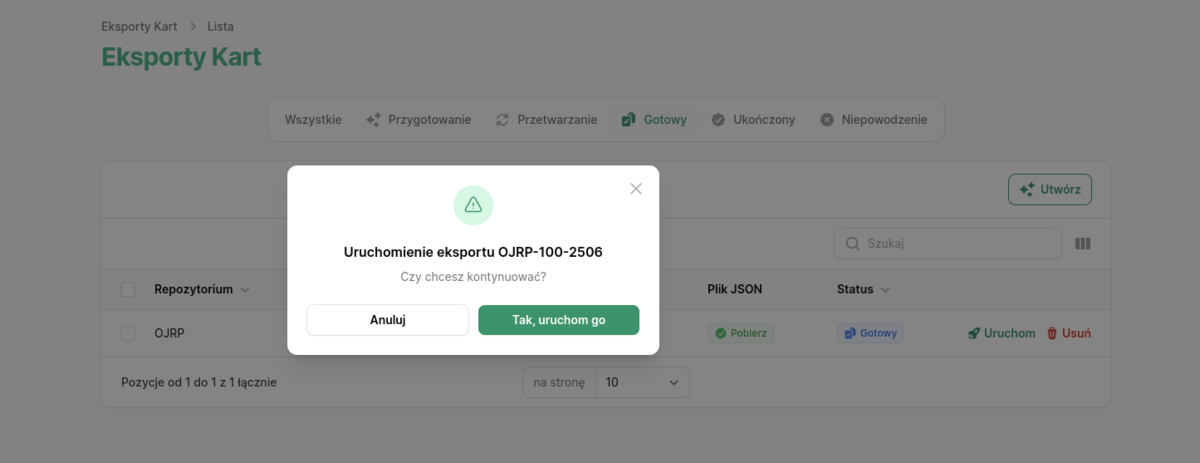 Eksporty Kart > Lista
Eksporty Kart
Wszystkie Przygotowanie Przetwarzanie Gotowy Ukończony Niepowodzenie
Utwórz
Uruchomienie eksportu OJRP-100-2506
Czy chcesz kontynuować?
Anuluj Tak, uruchom go
Szukaj
Repozytorium Plik JSON Status
OJRP Pobierz Gotowy Uruchom Usuń
Pozycje od 1 do 1 z 1 łącznie na stronę 10